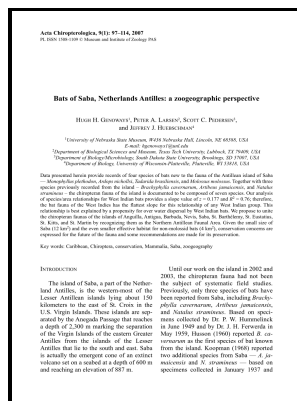 Acta Chiropterologica, 9(1): 97–114, 2007
PL ISSN 1508-1109 © Museum and Institute of Zoology PAS
Bats of Saba, Netherlands Antilles: a zoogeographic perspective
HUGH H. GENOWAYS1, PETER A. LARSEN2, SCOTT C. PEDERSEN3,
and JEFFREY J. HUEBSCHMAN4
1University of Nebraska State Museum, W436 Nebraska Hall, Lincoln, NE 68588, USA
E-mail: hgenoways1@unl.edu
2Department of Biological Sciences and Museum, Texas Tech University, Lubbock, TX 79409, USA
3Department of Biology/Microbiology, South Dakota State University, Brookings, SD 57007, USA
4Department of Biology, University of Wisconsin-Platteville, Platteville, WI 53818, USA
Data presented herein provide records of four species of bats new to the fauna of the Antillean island of Saba
— Monophyllus plethodon, Ardops nichollsi, Tadarida brasiliensis, and Molossus molossus. Together with three
species previously recorded from the island – Brachyphylla cavernarum, Artibeus jamaicensis, and Natalus
stramineus – the chiropteran fauna of the island is documented to be composed of seven species. Our analysis
of species/area relationships for West Indian bats provides a slope value of z = 0.177 and R² = 0.76; therefore,
the bat fauna of the West Indies has the flattest slope for this relationship of any West Indian group. This
relationship is best explained by a propensity for over water dispersal by West Indian bats. We propose to unite
the chiropteran faunas of the islands of Anguilla, Antigua, Barbuda, Nevis, Saba, St. Barthélemy, St. Eustatius,
St. Kitts, and St. Martin by recognizing them as the Northern Antillean Faunal Area. Given the small size of
Saba (12 km²) and the even smaller effective habitat for non-molossid bats (4 km²), conservation concerns are
expressed for the future of the fauna and some recommendations are made for its preservation.
Key words: Caribbean, Chiroptera, conservation, Mammalia, Saba, zoogeography
INTRODUCTION
The island of Saba, a part of the Nether-
land Antilles, is the western-most of the
Lesser Antillean islands lying about 150
kilometers to the east of St. Croix in the
U.S. Virgin Islands. These islands are sep-
arated by the Anegada Passage that reaches
a depth of 2,300 m marking the separation
of the Virgin Islands of the eastern Greater
Antilles from the islands of the Lesser
Antilles that lie to the south and east. Saba
is actually the emergent cone of an extinct
volcano set on a seabed at a depth of 600 m
and reaching an elevation of 887 m.
Until our work on the island in 2002 and
2003, the chiropteran fauna had not been
the subject of systematic field studies.
Previously, only three species of bats have
been reported from Saba, including Brachy-
phylla cavernarum, Artibeus jamaicensis,
and Natalus stramineus. Based on speci-
mens collected by Dr. P. W. Hummelinck
in June 1949 and by Dr. J. H. Ferwerda in
May 1959, Husson (1960) reported B. ca-
vernarum as the first species of bat known
from the island. Koopman (1968) reported
two additional species from Saba — A. ja-
maicensis and N. stramineus — based on
specimens collected in January 1937 and